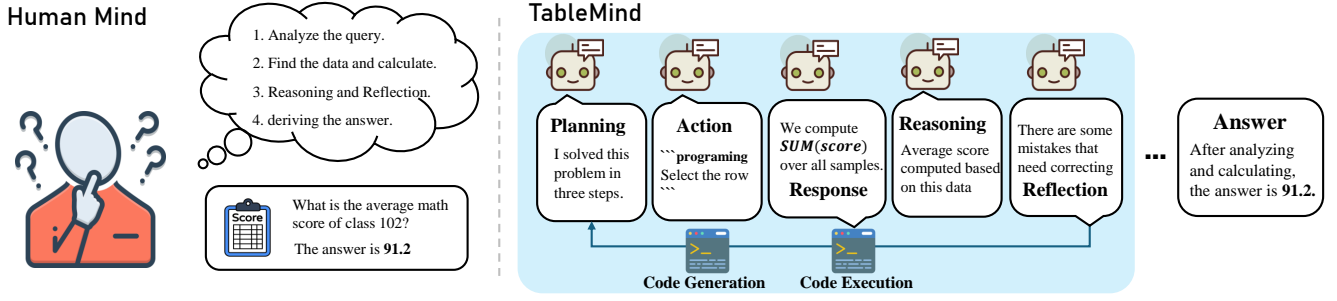 Human Mind
1. Analyze the query.
2. Find the data and calculate.
3. Reasoning and Reflection.
4. deriving the answer.
Score
What is the average math
score of class 102?
The answer is 91.2
TableMind
Planning
I solved this
problem in
three steps.
Action
```programing
Select the row
```
We compute
SUM(score)
over all samples.
Response
Reasoning
Average score
computed based
on this data
There are some
mistakes that
need correcting
Reflection
...
Answer
After analyzing
and calculating,
the answer is 91.2.
>_
Code Generation
>_
Code Execution